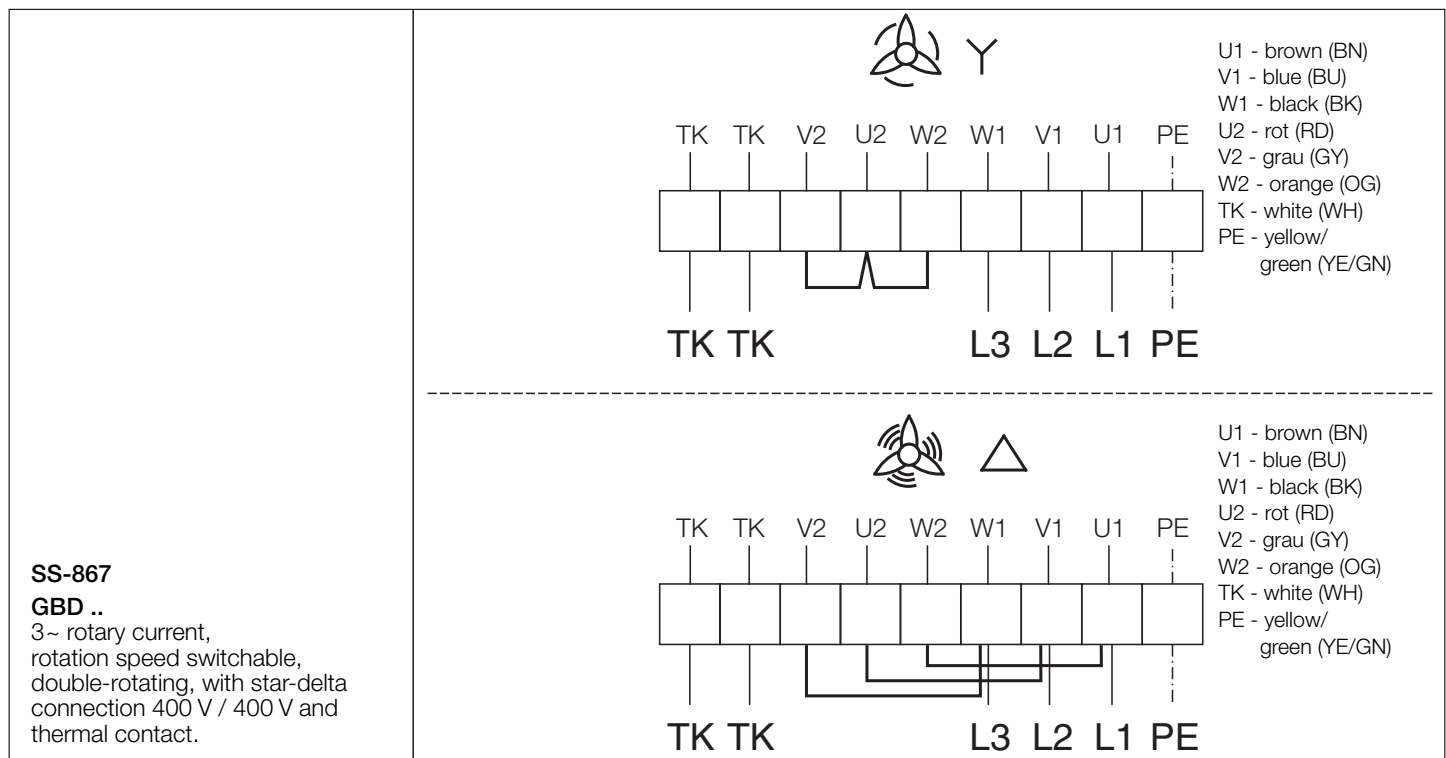 U1 - brown (BN)
V1 - blue (BU)
W1 - black (BK)
U2 - rot (RD)
V2 - grau (GY)
W2 - orange (OG)
TK - white (WH)
PE - yellow/
green (YE/GN)
TK TK V2 U2 W2 W1 V1 U1 PE
TK TK L3 L2 L1 PE
U1 - brown (BN)
V1 - blue (BU)
W1 - black (BK)
U2 - rot (RD)
V2 - grau (GY)
W2 - orange (OG)
TK - white (WH)
PE - yellow/
green (YE/GN)
TK TK V2 U2 W2 W1 V1 U1 PE
TK TK L3 L2 L1 PE
SS-867
GBD ..
3~ rotary current,
rotation speed switchable,
double-rotating, with star-delta
connection 400 V / 400 V and
thermal contact.